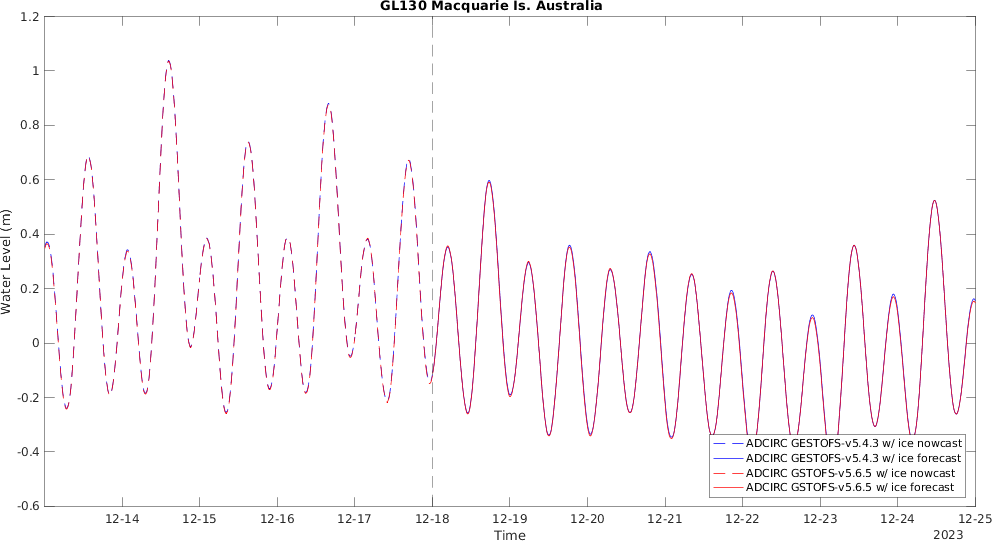 GL130 Macquarie Is. Australia
1.2
1
0.8
0.6
0.4
0.2
0
-0.2
-0.4
-0.6
Water Level (m)
ADCIRC GESTOFS-v5.4.3 w/ ice nowcast
ADCIRC GESTOFS-v5.4.3 w/ ice forecast
ADCIRC GSTOFS-v5.6.5 w/ ice nowcast
ADCIRC GSTOFS-v5.6.5 w/ ice forecast
12-14 12-15 12-16 12-17 12-18 12-19 12-20 12-21 12-22 12-23 12-24 12-25
Time
2023